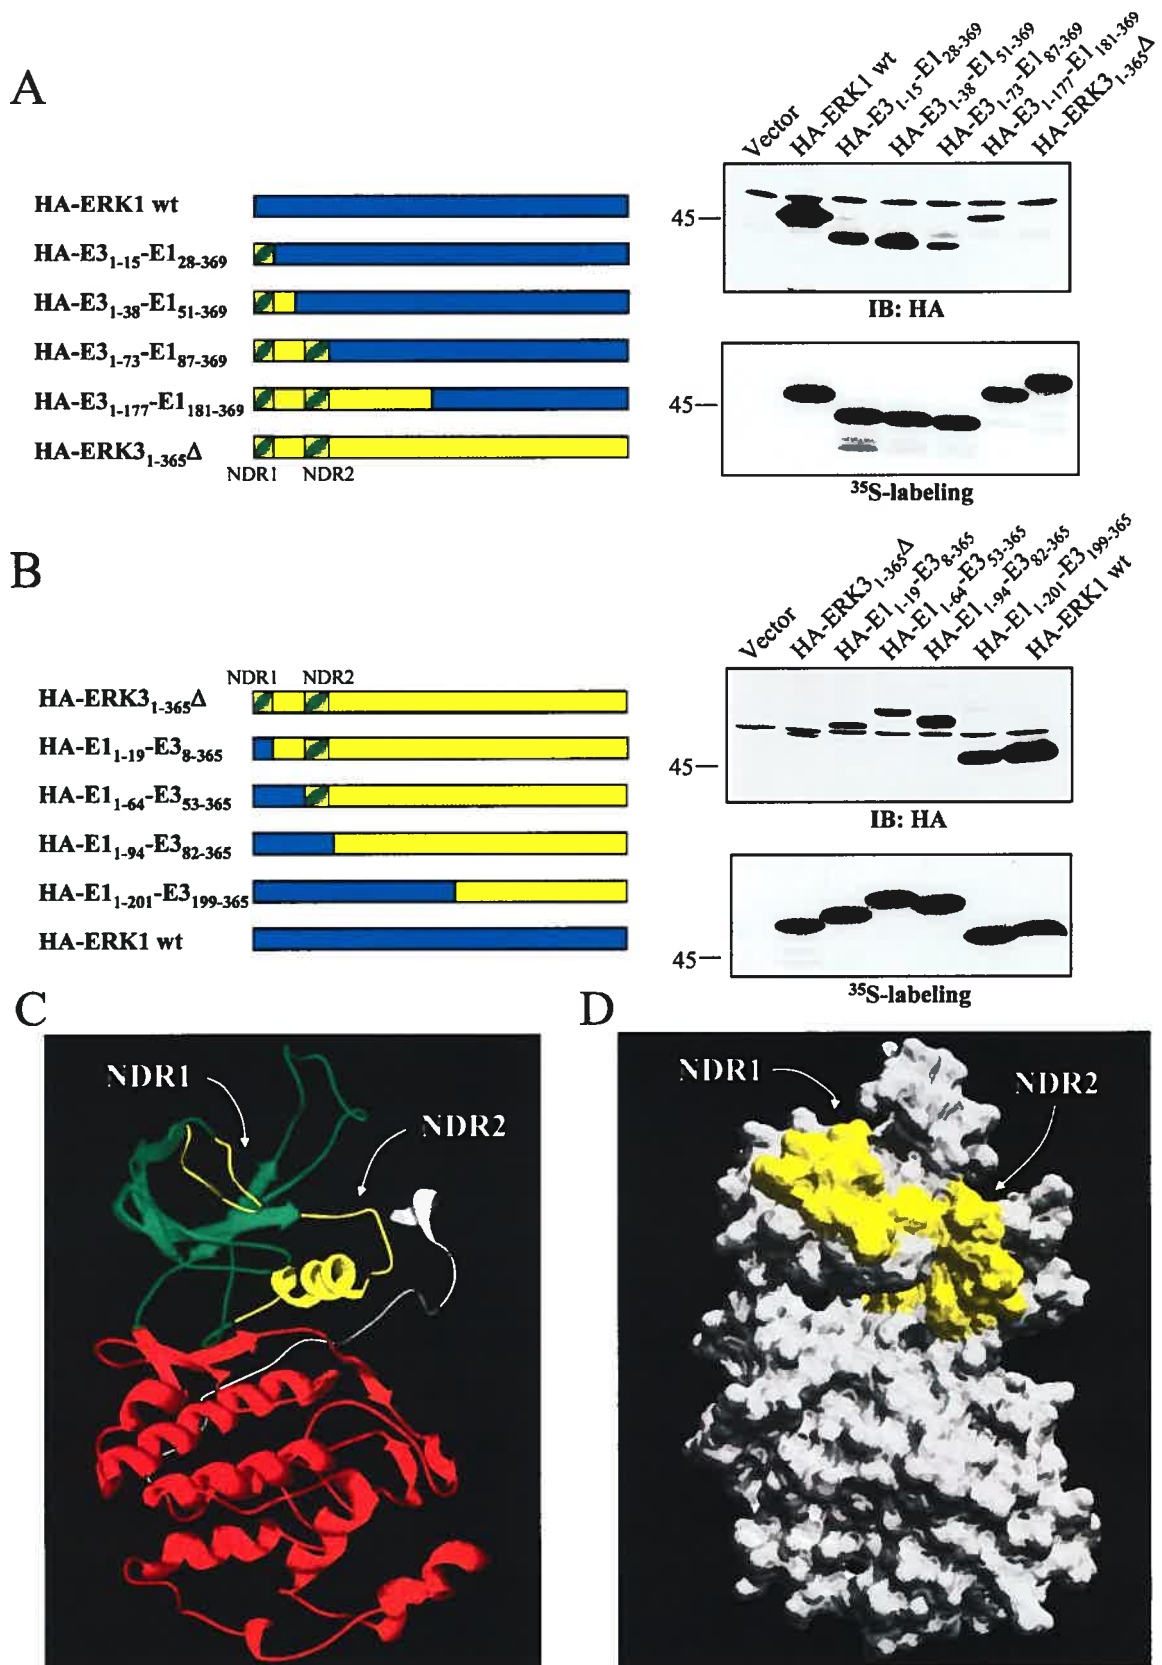 A
Vector
HA-ERK1 wt
HA-E3₁₋₁₅-E1₂₈₋₃₆₉
HA-E3₁₋₃₈-E1₅₁₋₃₆₉
HA-E3₁₋₇₃-E1₈₇₋₃₆₉
HA-E3₁₋₁₇₇-E1₁₈₁₋₃₆₉
HA-ERK3₁₋₃₆₅Δ
HA-ERK1 wt
HA-E3₁₋₁₅-E1₂₈₋₃₆₉
HA-E3₁₋₃₈-E1₅₁₋₃₆₉
HA-E3₁₋₇₃-E1₈₇₋₃₆₉
HA-E3₁₋₁₇₇-E1₁₈₁₋₃₆₉
HA-ERK3₁₋₃₆₅Δ
NDR1 NDR2
45
IB: HA
45
³⁵S-labeling
B
Vector
HA-ERK3₁₋₃₆₅Δ
HA-E1₁₋₁₉-E3₈₋₃₆₅
HA-E1₁₋₆₄-E3₅₃₋₃₆₅
HA-E1₁₋₉₄-E3₈₂₋₃₆₅
HA-E1₁₋₂₀₁-E3₁₉₉₋₃₆₅
HA-ERK1 wt
NDR1 NDR2
HA-ERK3₁₋₃₆₅Δ
HA-E1₁₋₁₉-E3₈₋₃₆₅
HA-E1₁₋₆₄-E3₅₃₋₃₆₅
HA-E1₁₋₉₄-E3₈₂₋₃₆₅
HA-E1₁₋₂₀₁-E3₁₉₉₋₃₆₅
HA-ERK1 wt
45
IB: HA
45
³⁵S-labeling
C
NDR1
NDR2
D
NDR1
NDR2